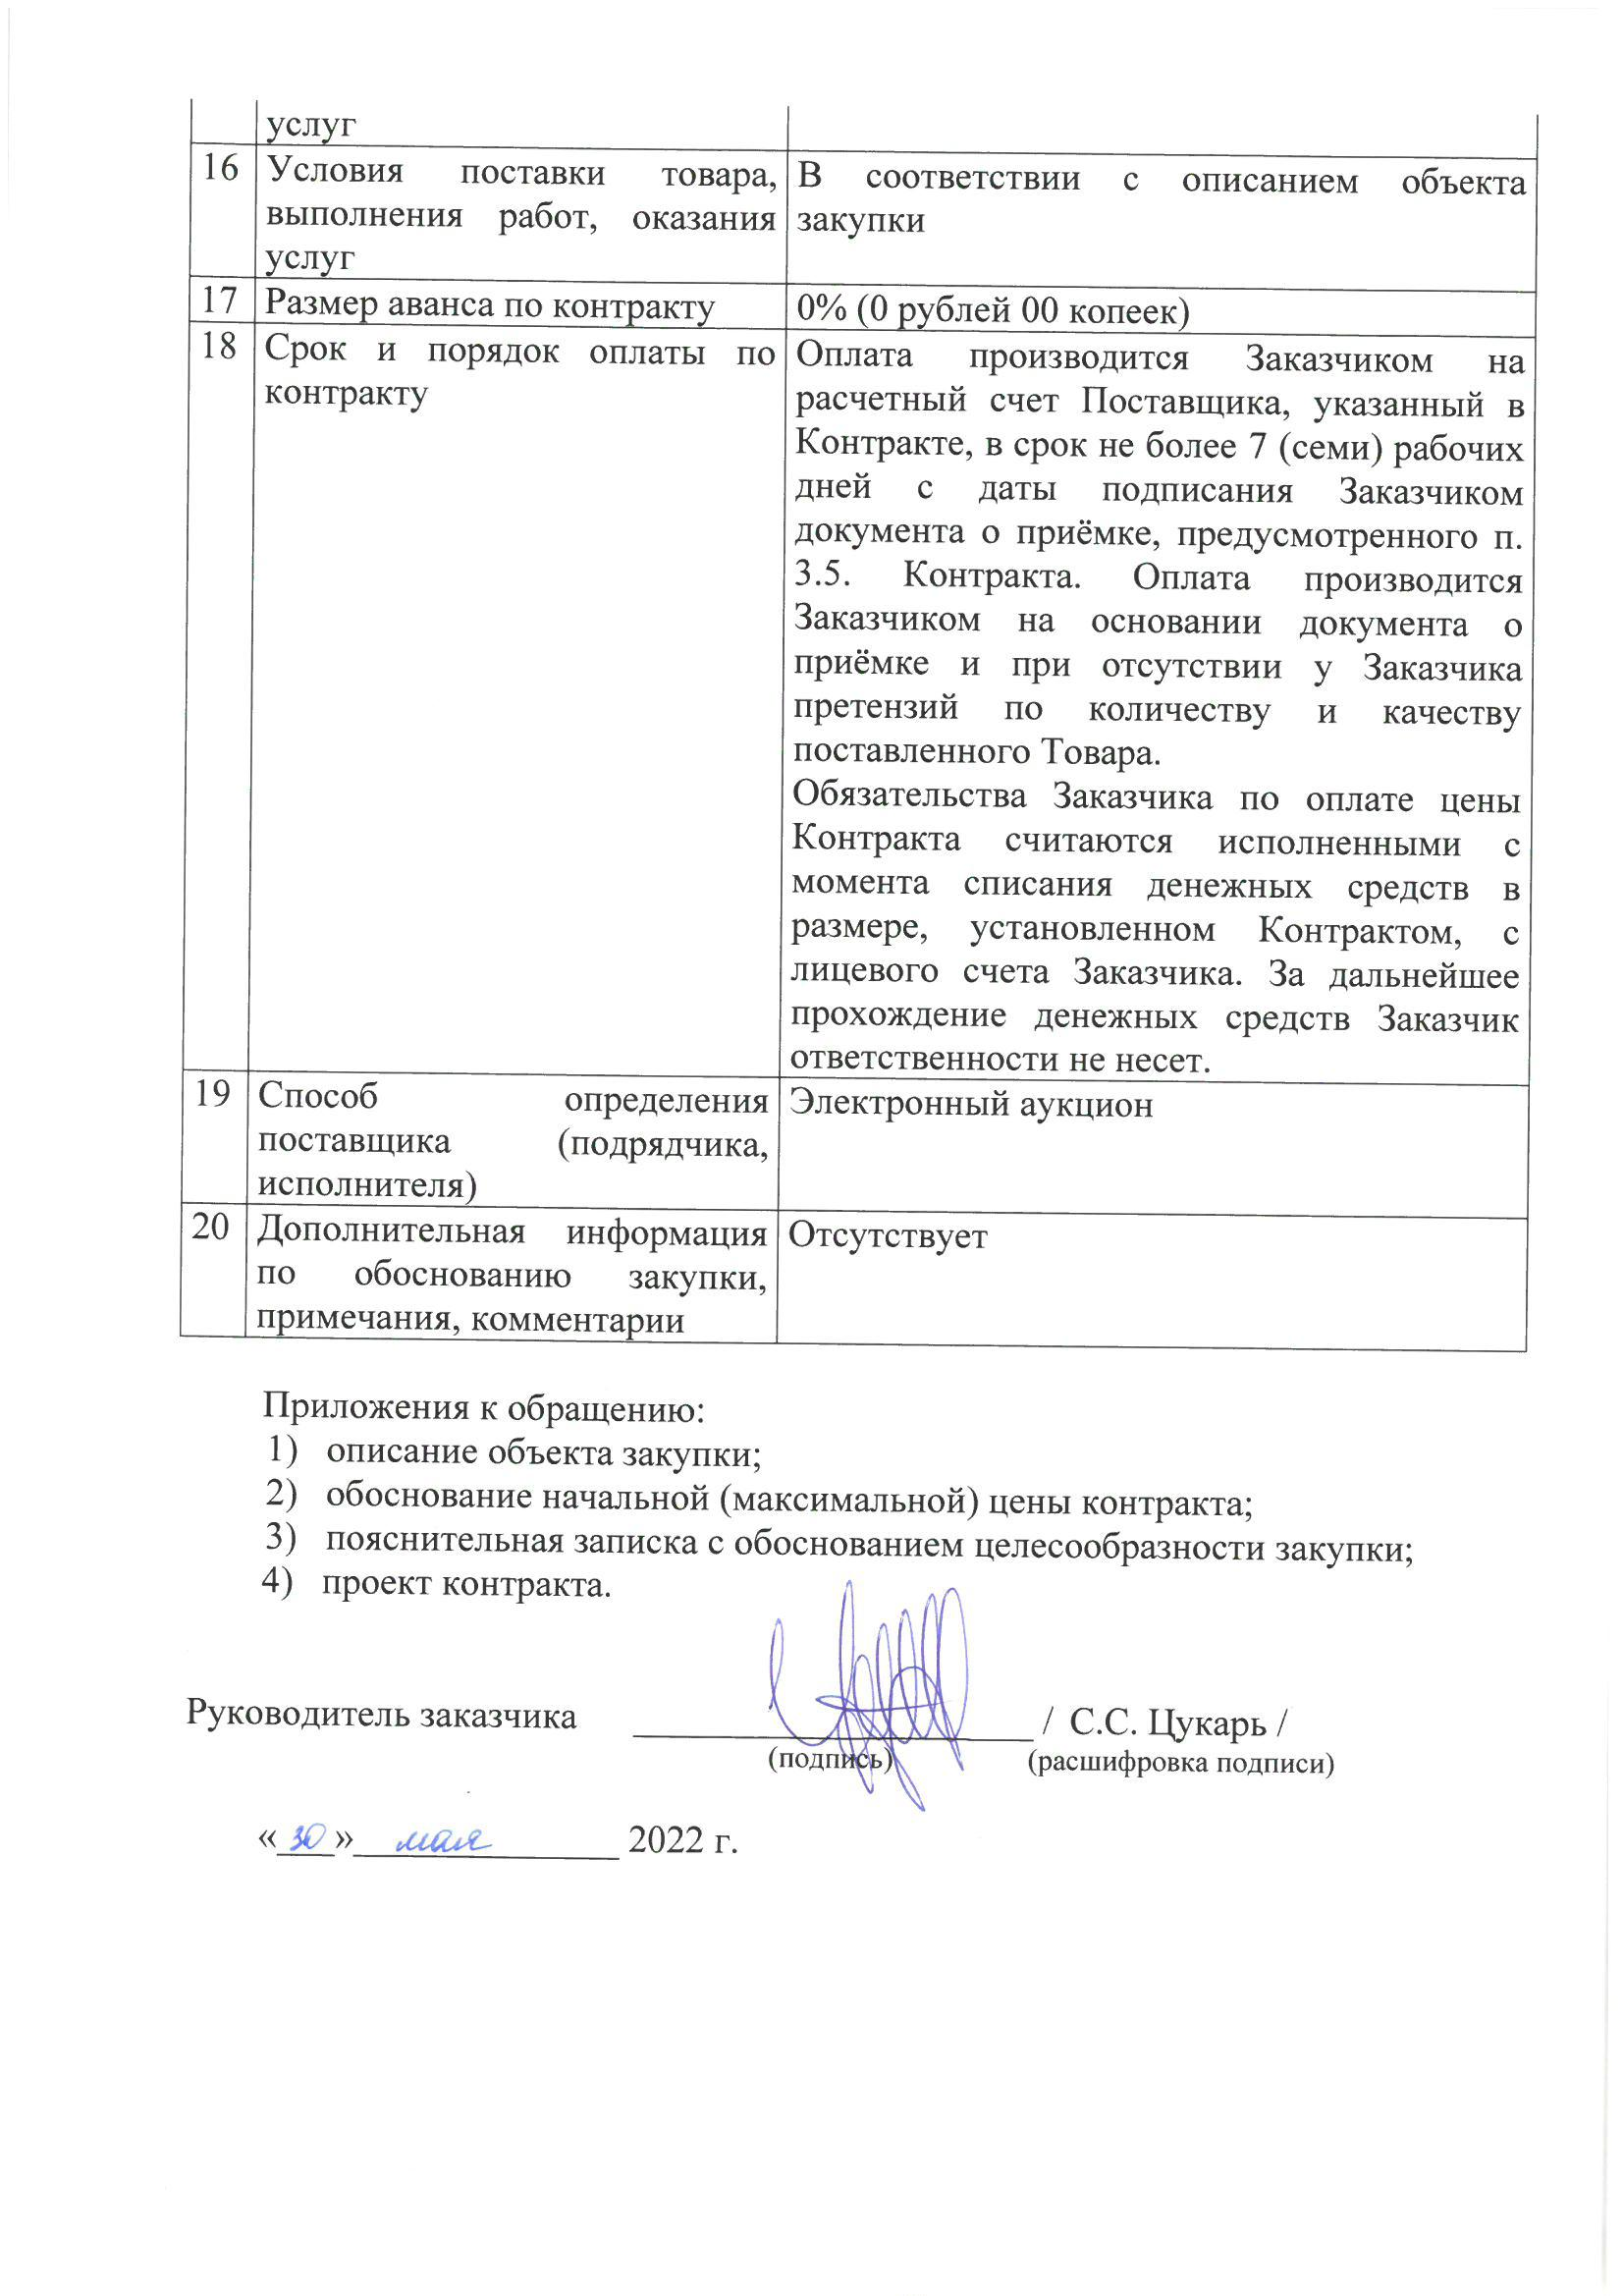 услуг
16 Условия поставки товара, В соответствии с описанием объекта
выполнения работ, оказания закупки
услуг
17 Размер аванса по контракту 0% (0 рублей 00 копеек)
18 Срок и порядок оплаты по Оплата производится Заказчиком на
контракту расчетный счет Поставщика, указанный в
Контракте, в срок не более 7 (семи) рабочих
дней с даты подписания Заказчиком
документа о приёмке, предусмотренного п.
3.5. Контракта. Оплата производится
Заказчиком на основании документа о
приёмке и при отсутствии у Заказчика
претензий по количеству и качеству
поставленного Товара.
Обязательства Заказчика по оплате цены
Контракта считаются исполненными с
момента списания денежных средств в
размере, установленном Контрактом, с
лицевого счета Заказчика. За дальнейшее
прохождение денежных средств Заказчик
ответственности не несет.
19 Способ определения Электронный аукцион
поставщика (подрядчика,
исполнителя)
20 Дополнительная информация Отсутствует
по обоснованию закупки,
примечания, комментарии
Приложения к обращению:
1) описание объекта закупки;
2) обоснование начальной (максимальной) цены контракта;
3) пояснительная записка с обоснованием целесообразности закупки;
4) проект контракта.
Руководитель заказчика / С.С. Цукарь /
(подпись) (расшифровка подписи)
«30» мая 2022 г.